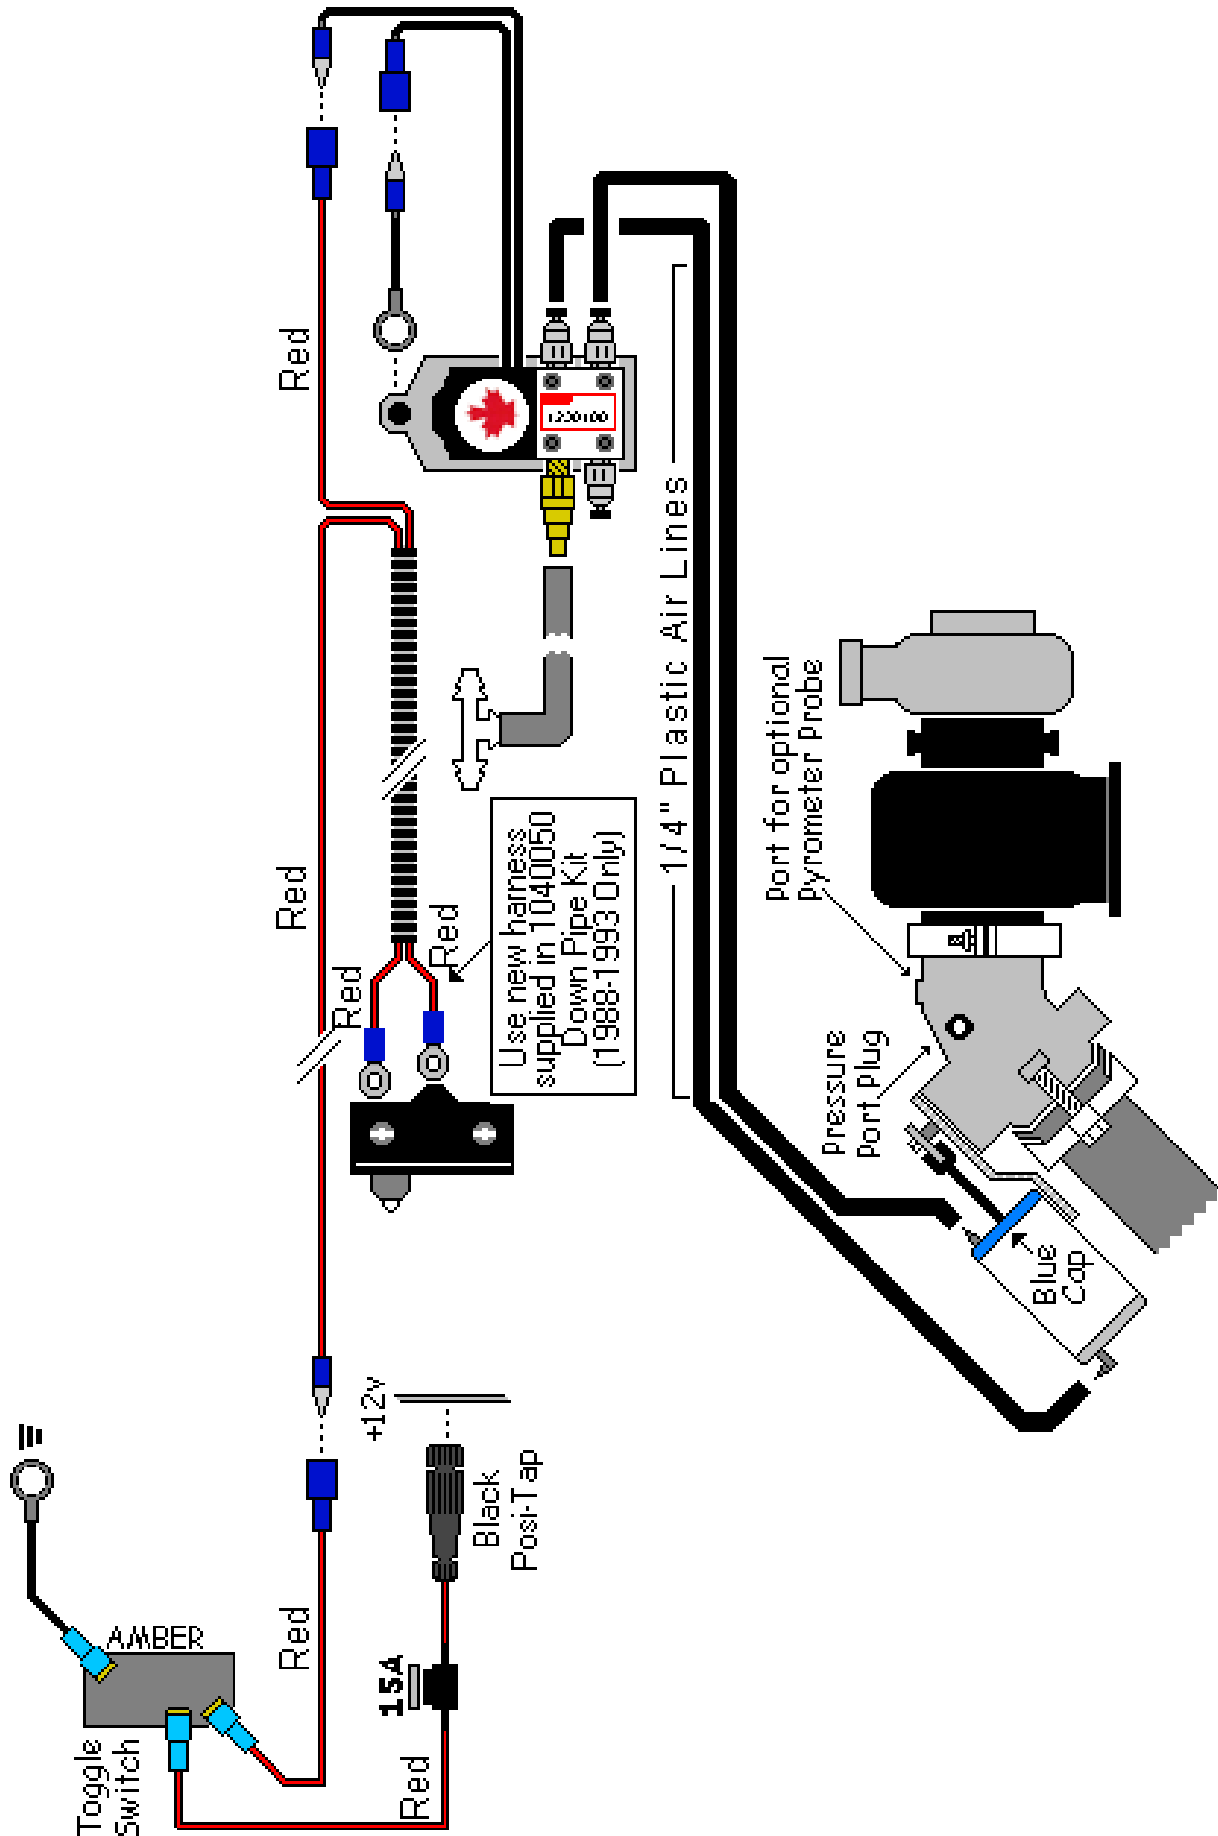 Toggle
Switch
AMBER
Red
Red
15A
Black
Posi-Tap
+12v
Red
Red
Red
Red
Use new harness
supplied in 1040050
Down Pipe Kit
(1988-1993 Only)
1/4" Plastic Air Lines
Port for optional
Pyrometer Probe
Pressure
Port Plug
Blue
Cap